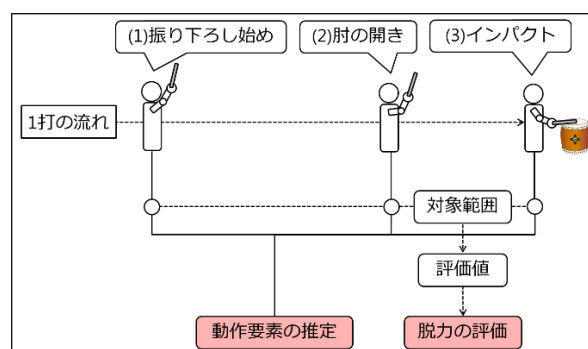 (1)振り下ろし始め
(2)肘の開き
(3)インパクト
1打の流れ
対象範囲
評価値
動作要素の推定
脱力の評価